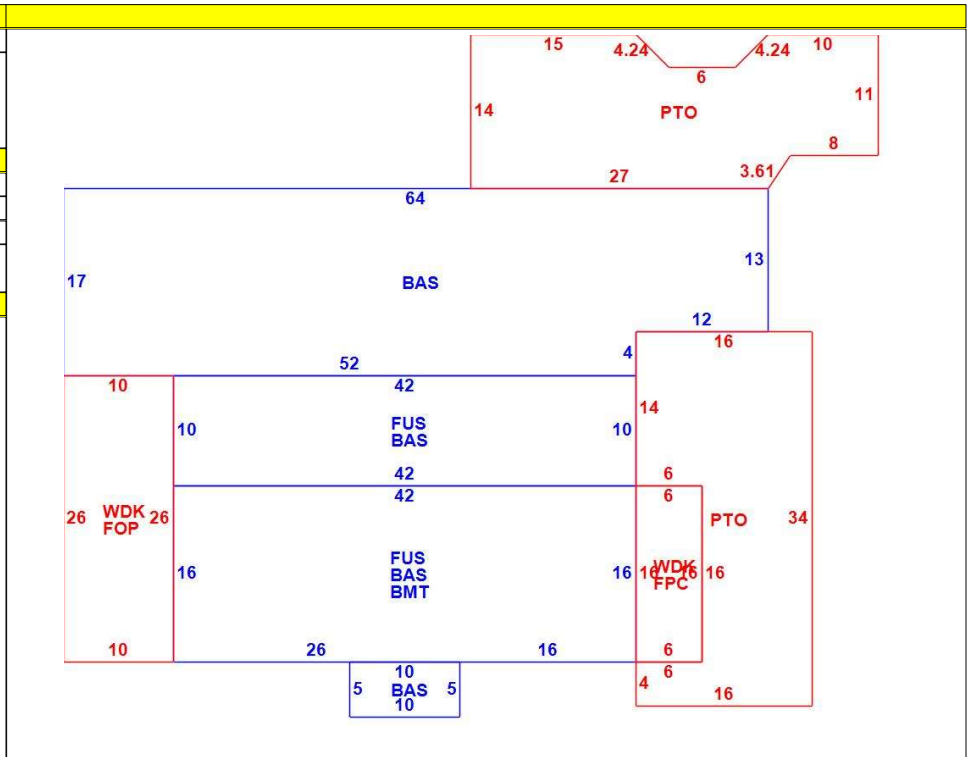 15 4.24 4.24 10
6
14 PTO 11
8
27 3.61
64
17 BAS 13
12
16
52 4
10 42
14
10 FUS 10
BAS
42 6
42 6
26 WDK 26 PTO 34
FOP
FUS
16 BAS 16 16 WDK 16 16
BMT FPC
10 26 16 6
10 6
5 BAS 5 4 16
10